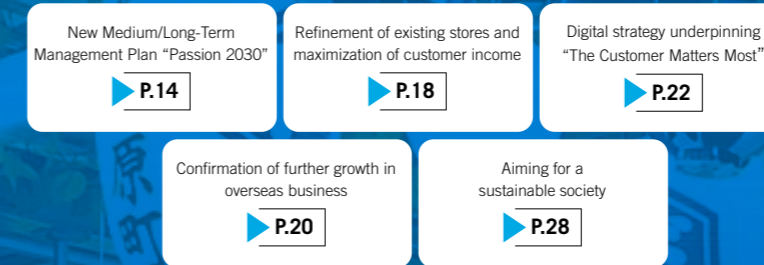 New Medium/Long-Term
Management Plan “Passion 2030”
P.14
Refinement of existing stores and
maximization of customer income
P.18
Digital strategy underpinning
“The Customer Matters Most”
P.22
Confirmation of further growth in
overseas business
P.20
Aiming for a
sustainable society
P.28
原
町